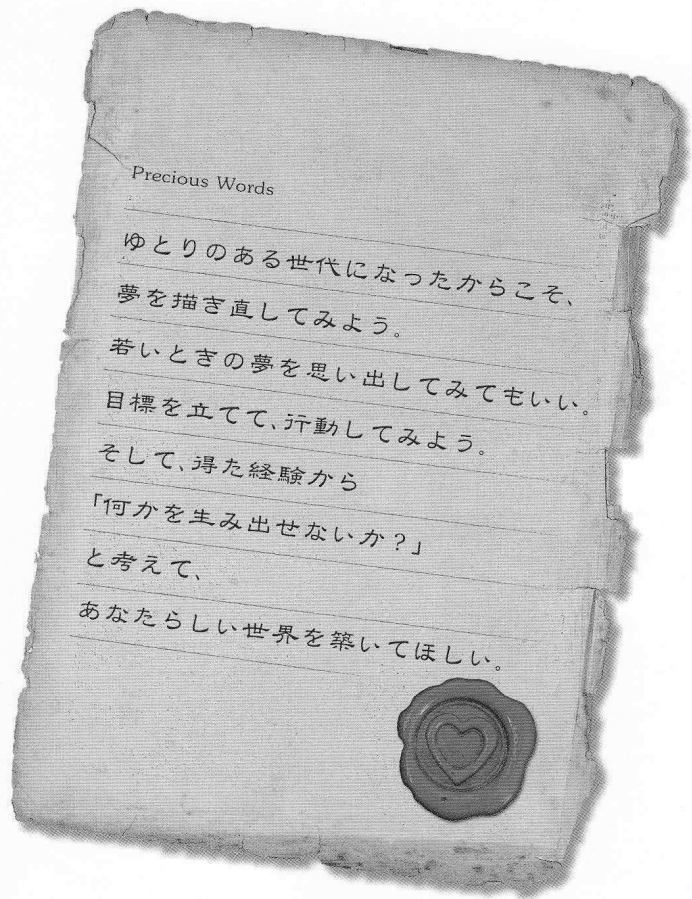 Precious Words
ゆとりのある世代になったからこそ、
夢を描き直してみよう。
若いときの夢を思い出してみてもいい。
目標を立てて、行動してみよう。
そして、得た経験から
「何かを生み出せないか？」
と考えて、
あなたらしい世界を築いてほしい。